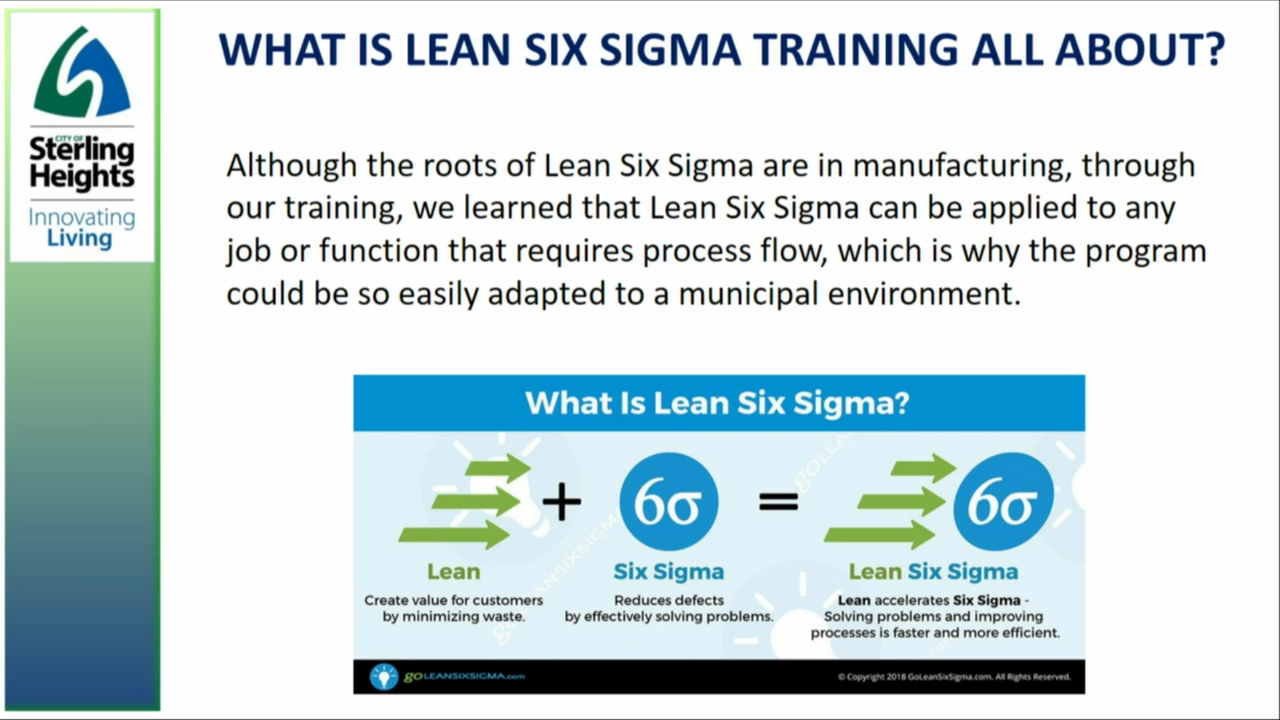 WHAT IS LEAN SIX SIGMA TRAINING ALL ABOUT?
CITY OF
Sterling
Heights
Innovating
Living
Although the roots of Lean Six Sigma are in manufacturing, through
our training, we learned that Lean Six Sigma can be applied to any
job or function that requires process flow, which is why the program
could be so easily adapted to a municipal environment.
What Is Lean Six Sigma?
+
6σ
=
6σ
Lean
Create value for customers
by minimizing waste.
Six Sigma
Reduces defects
by effectively solving problems.
Lean Six Sigma
Lean accelerates Six Sigma -
Solving problems and improving
processes is faster and more efficient.
goLEANSIXSIGMA.com
© Copyright 2018 GoLeanSixSigma.com. All Rights Reserved.